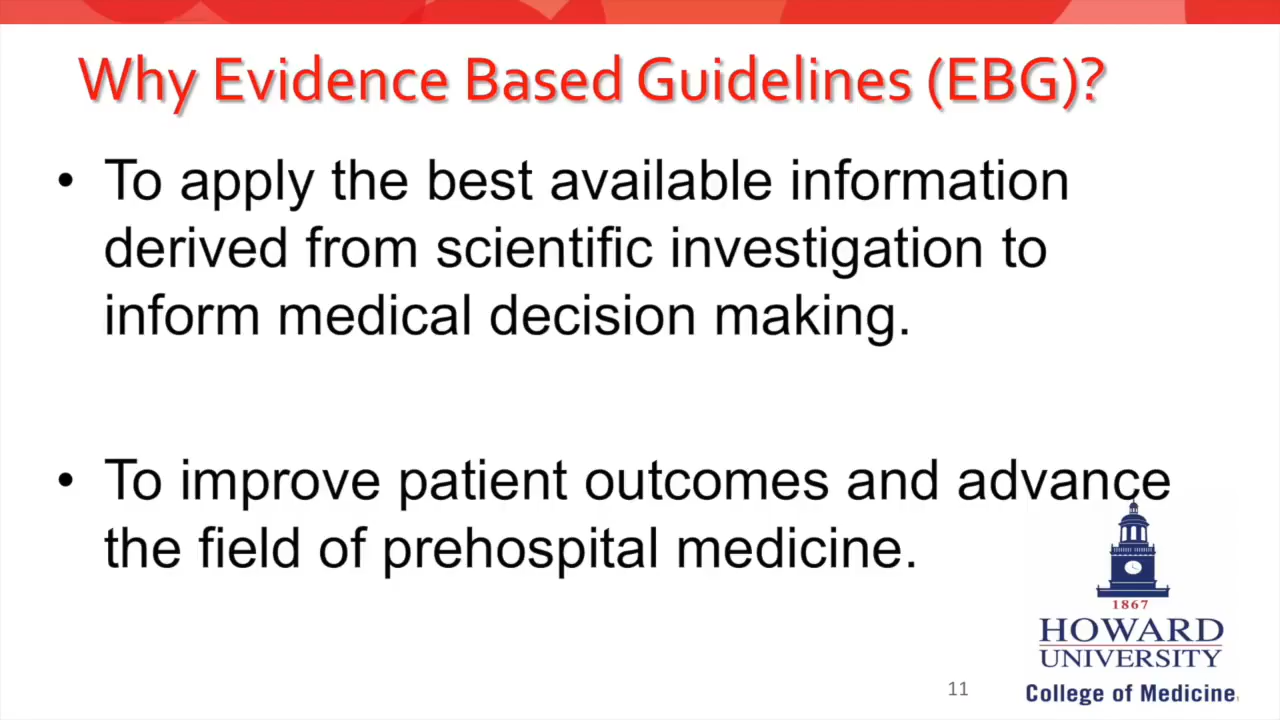 Why Evidence Based Guidelines (EBG)?
• To apply the best available information
derived from scientific investigation to
inform medical decision making.
• To improve patient outcomes and advance
the field of prehospital medicine.
1867
HOWARD
UNIVERSITY
College of Medicine
11